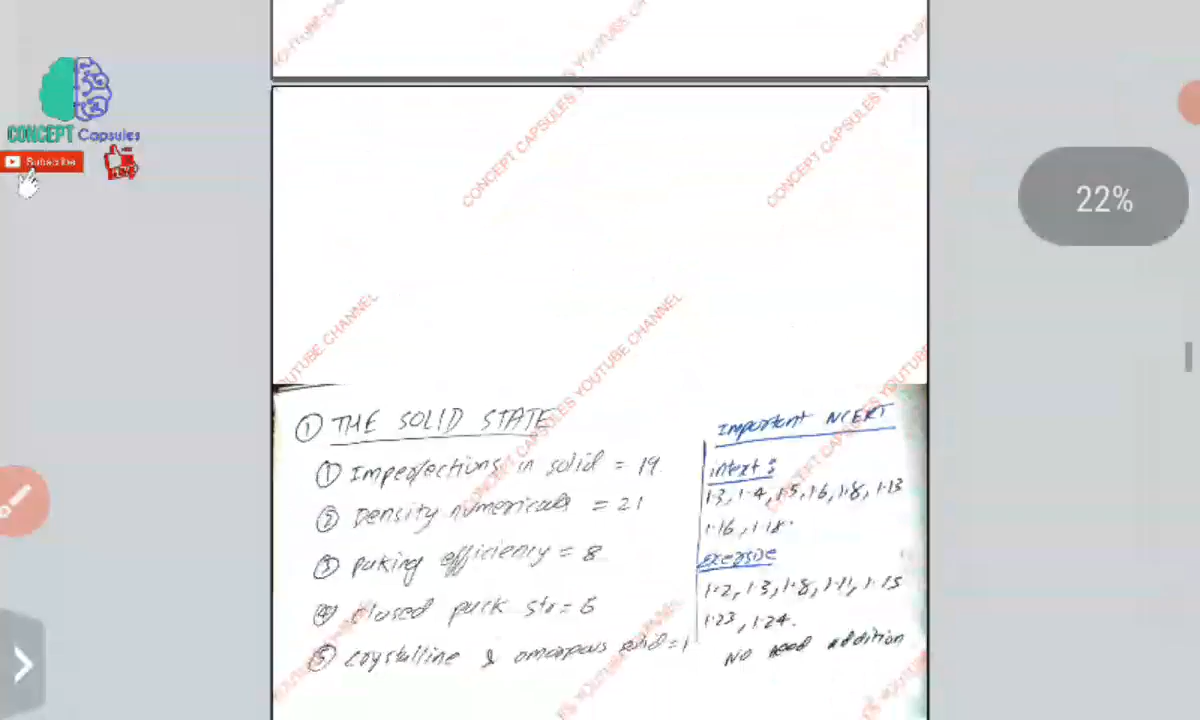 CONCEPT Capsules
Subscribe
22%
CONCEPT CAPSULES YOUTUBE CHANNEL
① THE SOLID STATE
① Imperfections in solid = 19
② Density numericals = 21
③ Paking efficiency = 8
④ Closed pack str = 6
⑤ Crystalline & amorpous solid = 1
Important NCERT
intext :
1.3, 1.4, 1.5, 1.6, 1.8, 1.13
1.16, 1.18.
Exersise
1.2, 1.3, 1.8, 1.11, 1.15
1.23, 1.24.
No need addition